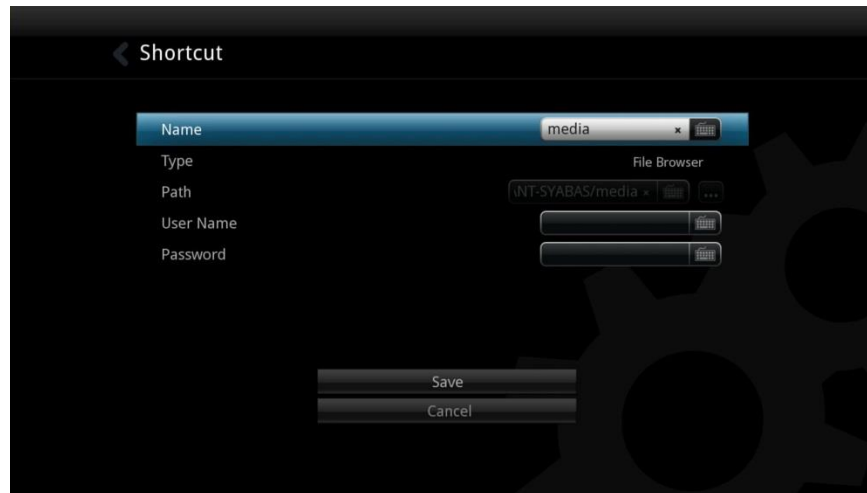 Shortcut
Name media ×
Type File Browser
Path \NT-SYABAS/media × ...
User Name
Password
Save
Cancel